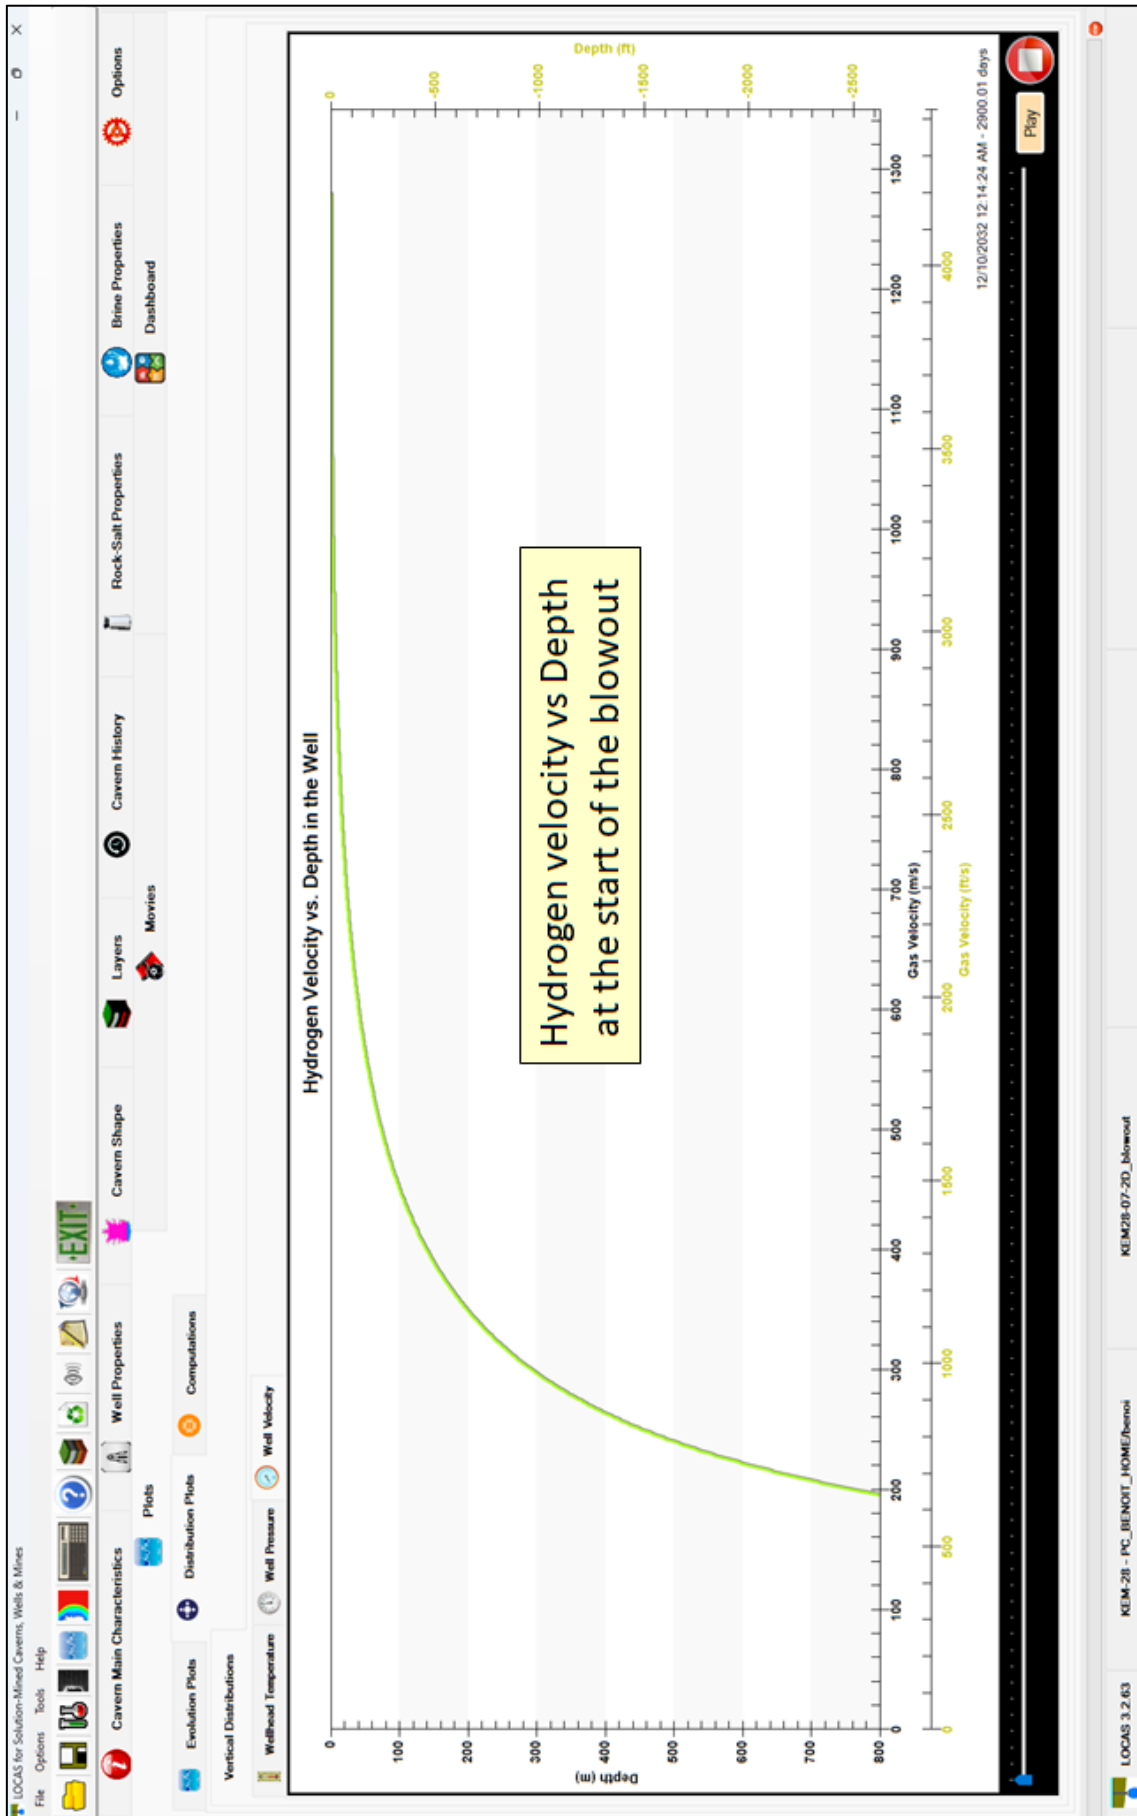 LOCAS for Solution-Mined Caverns, Wells & Mines
File Options Tools Help
EXIT
Cavern Main Characteristics
Well Properties
Cavern Shape
Layers
Cavern History
Rock-Salt Properties
Brine Properties
Options
Plots
Movies
Dashboard
Evolution Plots
Distribution Plots
Computations
Vertical Distributions
Wellhead Temperature
Well Pressure
Well Velocity
Hydrogen Velocity vs. Depth in the Well
Depth (m)
0
100
200
300
400
500
600
700
800
Depth (ft)
0
-500
-1000
-1500
-2000
-2500
Hydrogen velocity vs Depth
at the start of the blowout
0 100 200 300 400 500 600 700 800 900 1000 1100 1200 1300
Gas Velocity (m/s)
0 500 1000 1500 2000 2500 3000 3500 4000
Gas Velocity (ft/s)
12/10/2032 12:14:24 AM - 2900.01 days
Play
LOCAS 3.2.63
KEM-28 - PC_BENOIT_HOME/benoi
KEM28-07-2D_blowout